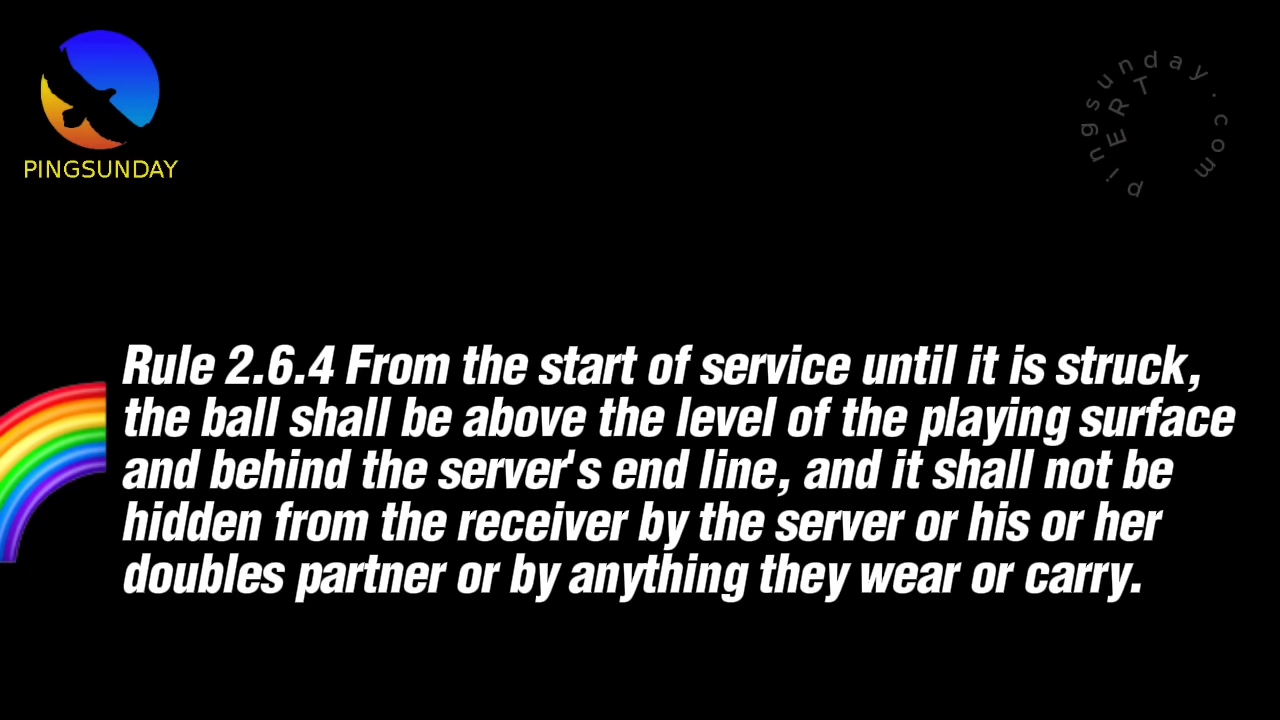 PINGSUNDAY
pingsunday.com
ERT
Rule 2.6.4 From the start of service until it is struck,
the ball shall be above the level of the playing surface
and behind the server's end line, and it shall not be
hidden from the receiver by the server or his or her
doubles partner or by anything they wear or carry.